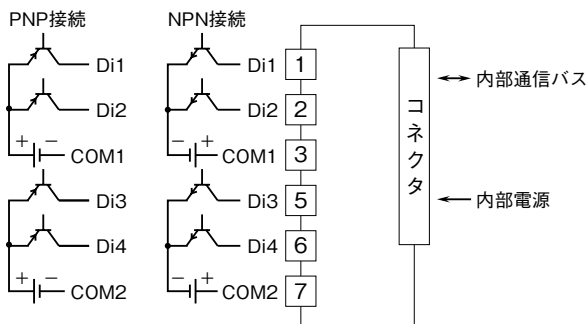 PNP接続 NPN接続
Di1 Di1 1
内部通信バス
Di2 Di2 2
コネクタ
+ − COM1 − + COM1 3
Di3 Di3 5
内部電源
Di4 Di4 6
+ − COM2 − + COM2 7